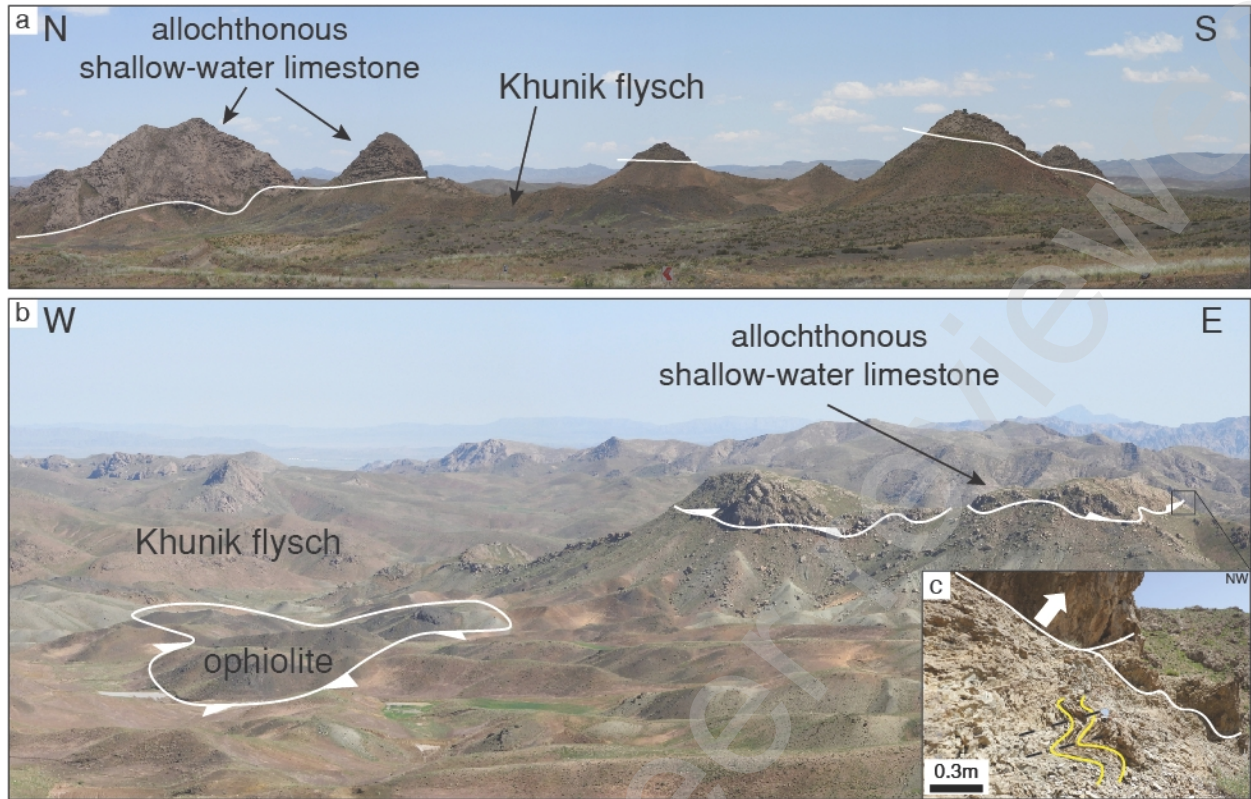 a
N
S
allochthonous
shallow-water limestone
Khunik flysch
b
W
E
allochthonous
shallow-water limestone
Khunik flysch
ophiolite
c
NW
0.3m